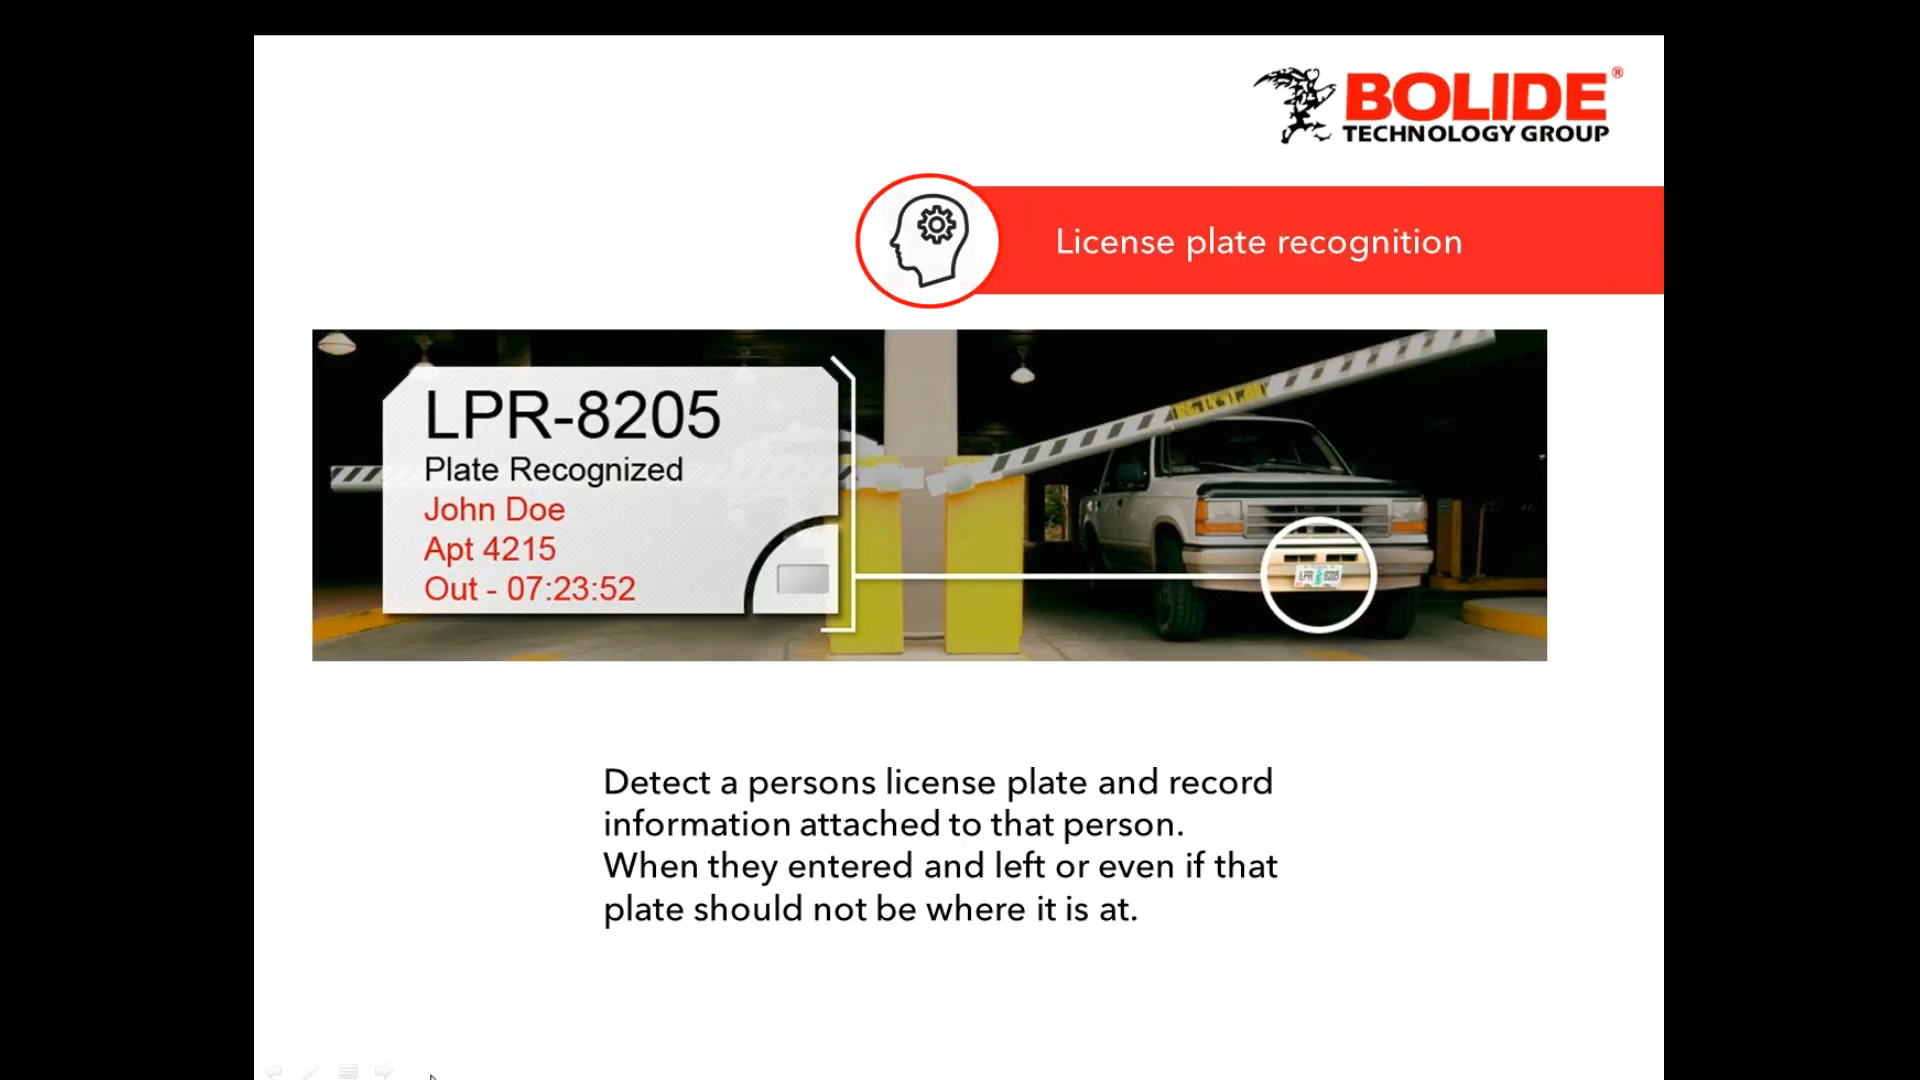 BOLIDE®
TECHNOLOGY GROUP
License plate recognition
LPR-8205
Plate Recognized
John Doe
Apt 4215
Out - 07:23:52
LPR 8205
Detect a persons license plate and record
information attached to that person.
When they entered and left or even if that
plate should not be where it is at.